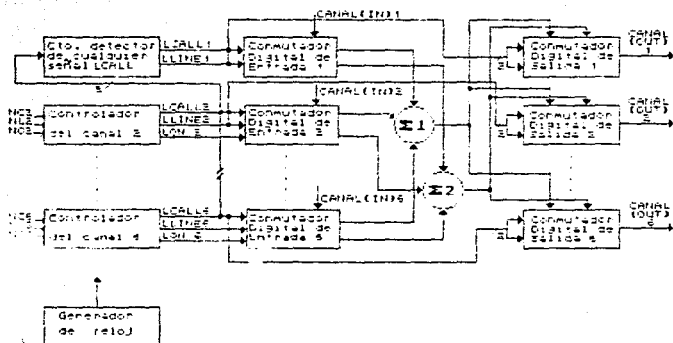 CANAL(IN)1
Cto. detector
de cualquier
señal LCALL
LCALL1
LLINE1
Conmutador
Digital de
Entrada 1
Conmutador
Digital de
Salida 1
CANAL
(OUT)
1
CANAL(IN)2
NC2
NL2
NO2
Controlador
del canal 2
LCALL2
LLINE2
LON 2
Conmutador
Digital de
Entrada 2
Σ1
Conmutador
Digital de
Salida 2
CANAL
(OUT)
2
Σ2
CANAL(IN)6
Controlador
del canal 6
LCALL6
LLINE6
LON 6
Conmutador
Digital de
Entrada 6
Conmutador
Digital de
Salida 6
CANAL
(OUT)
6
Generador
de reloj